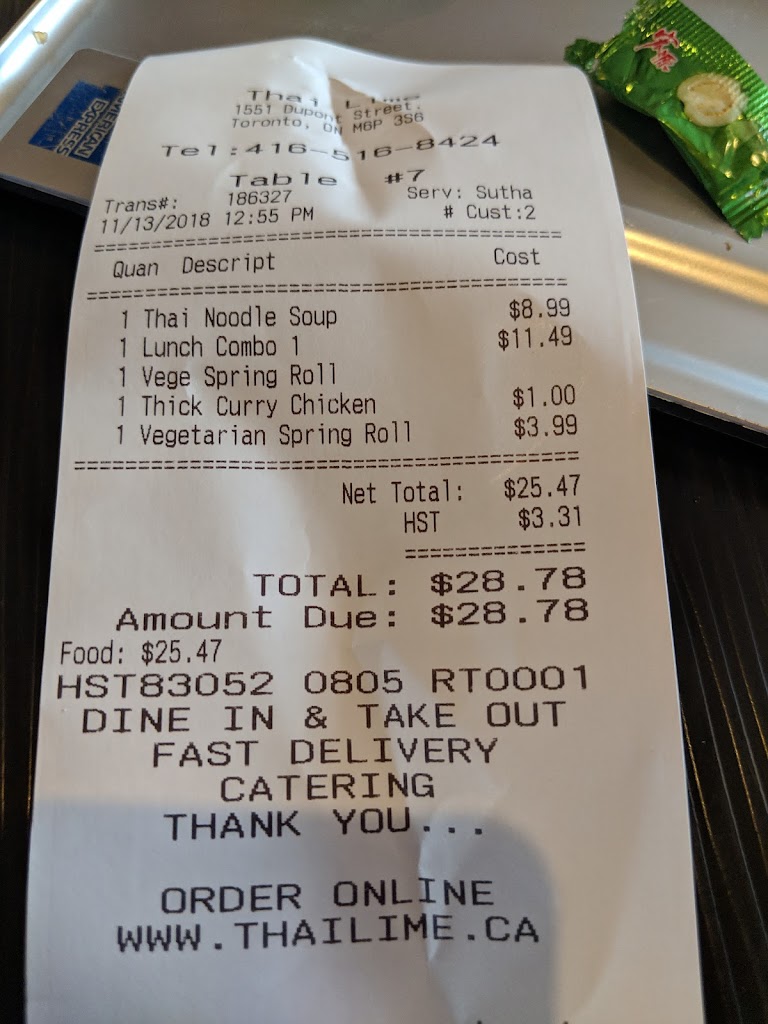 AMERICAN
EXPRESS
Thai Lime
1551 Dupont Street.
Toronto, ON M6P 3S6
Tel:416-516-8424
Table #7
Trans#: 186327 Serv: Sutha
11/13/2018 12:55 PM # Cust:2
====================================
Quan Descript Cost
====================================
1 Thai Noodle Soup $8.99
1 Lunch Combo 1 $11.49
1 Vege Spring Roll
1 Thick Curry Chicken $1.00
1 Vegetarian Spring Roll $3.99
====================================
Net Total: $25.47
HST $3.31
==============
TOTAL: $28.78
Amount Due: $28.78
Food: $25.47
HST83052 0805 RT0001
DINE IN & TAKE OUT
FAST DELIVERY
CATERING
THANK YOU...
ORDER ONLINE
WWW.THAILIME.CA